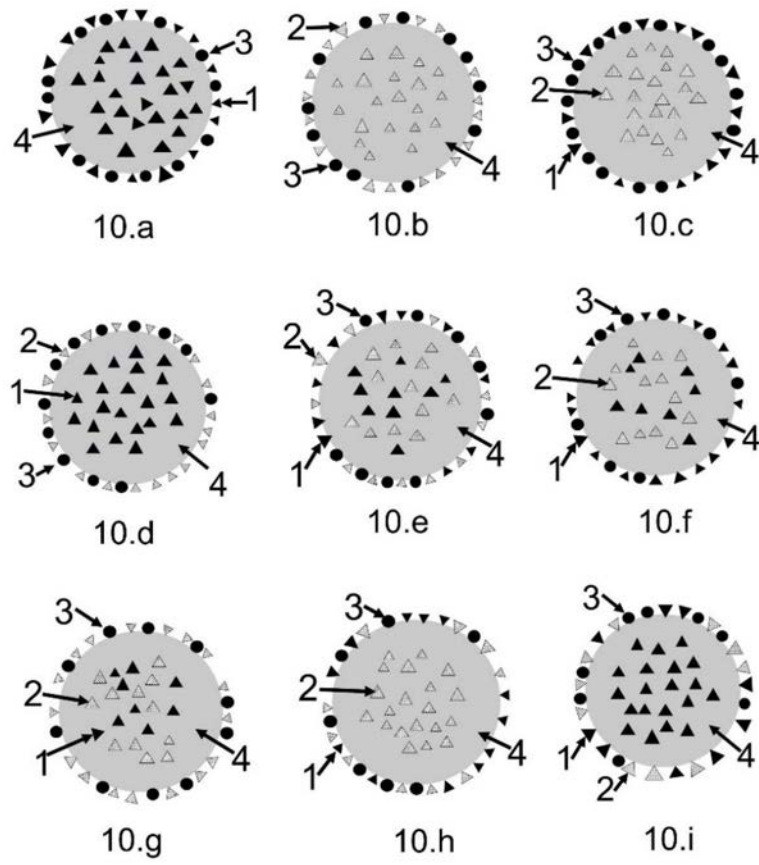 3 1 4 10.a
2 3 4 10.b
3 2 1 4 10.c
2 1 3 4 10.d
3 2 1 4 10.e
3 2 1 4 10.f
3 2 1 4 10.g
3 2 1 4 10.h
3 1 2 4 10.i